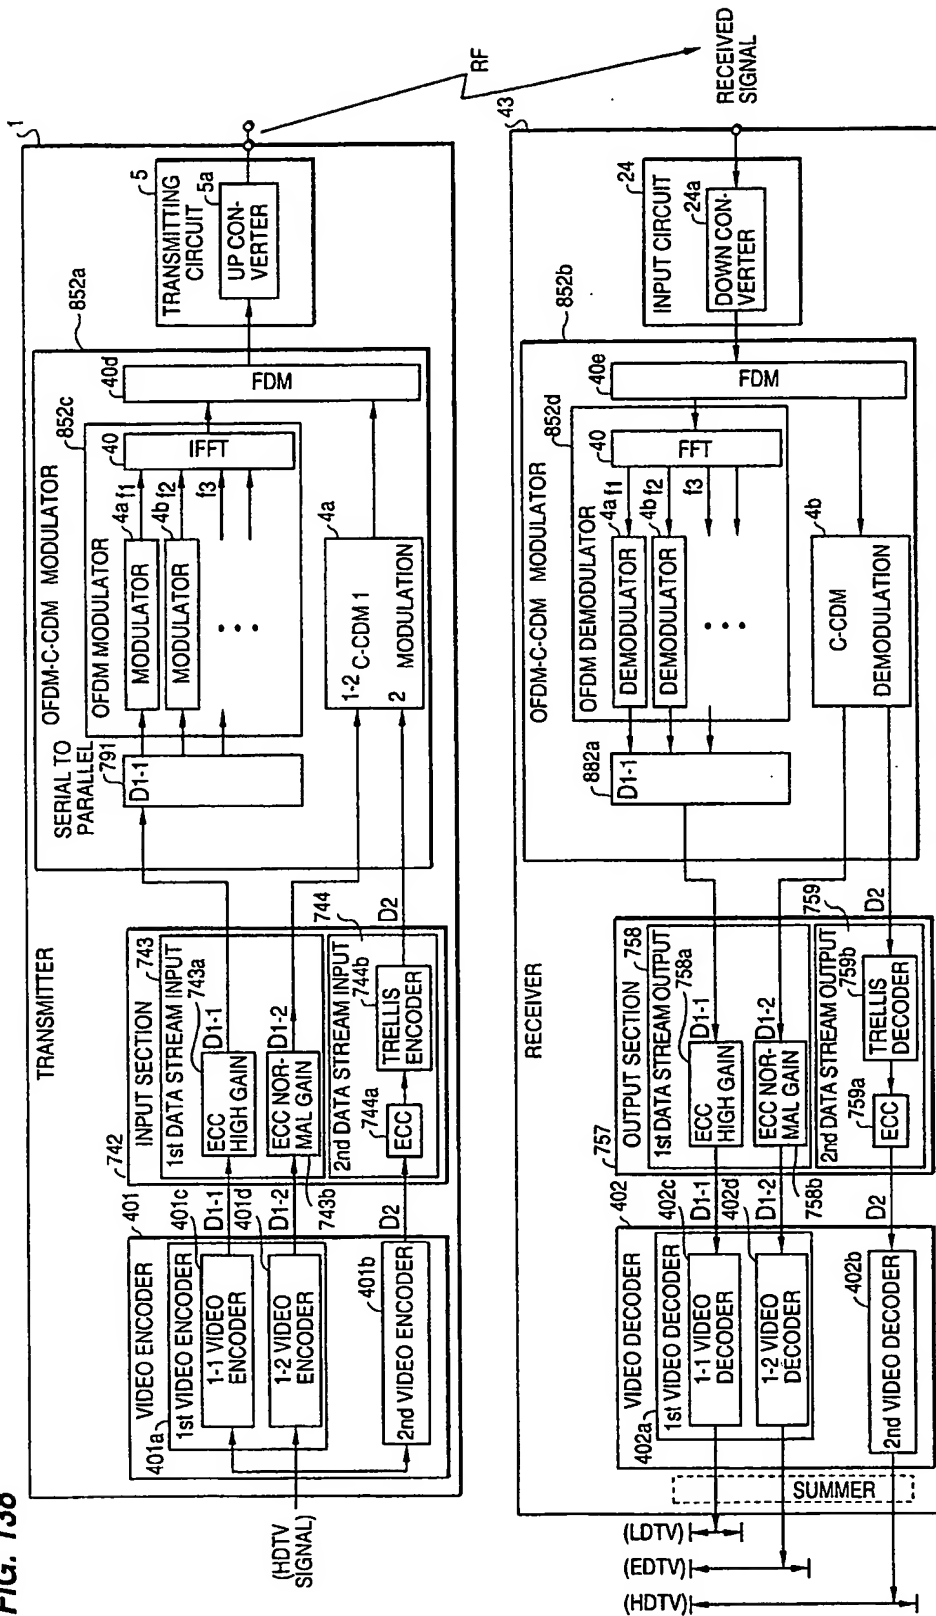 FIG. 138
TRANSMITTER
1
(HDTV
SIGNAL)
VIDEO ENCODER
401
401a
1st VIDEO ENCODER
401c
1-1 VIDEO
ENCODER
401d
1-2 VIDEO
ENCODER
401b
2nd VIDEO ENCODER
D1-1
D1-2
D2
742
INPUT SECTION
743
1st DATA STREAM INPUT
743a
ECC
HIGH GAIN
D1-1
ECC NOR-
MAL GAIN
D1-2
743b
744
2nd DATA STREAM INPUT
744a
ECC
744b
TRELLIS
ENCODER
D2
OFDM-C-CDM MODULATOR
852a
SERIAL TO
PARALLEL
791
D1-1
OFDM MODULATOR
852c
4a
MODULATOR
f1
4b
MODULATOR
f2
f3
40
IFFT
4a
1-2
C-CDM 1
2
MODULATION
40d
FDM
5
TRANSMITTING
CIRCUIT
5a
UP CON-
VERTER
RF
RECEIVED
SIGNAL
RECEIVER
43
24
INPUT CIRCUIT
24a
DOWN CON-
VERTER
OFDM-C-CDM MODULATOR
852b
40e
FDM
OFDM DEMODULATOR
852d
40
FFT
4a
f1
DEMODULATOR
4b
f2
DEMODULATOR
f3
882a
D1-1
4b
C-CDM
DEMODULATION
757
OUTPUT SECTION
758
1st DATA STREAM OUTPUT
758a
ECC
HIGH GAIN
D1-1
ECC NOR-
MAL GAIN
D1-2
758b
759
2nd DATA STREAM OUTPUT
759a
ECC
759b
TRELLIS
DECODER
D2
D1-1
D1-2
D2
VIDEO DECODER
402
402a
1st VIDEO DECODER
402c
1-1 VIDEO
DECODER
402d
1-2 VIDEO
DECODER
402b
2nd VIDEO DECODER
SUMMER
(LDTV)
(EDTV)
(HDTV)